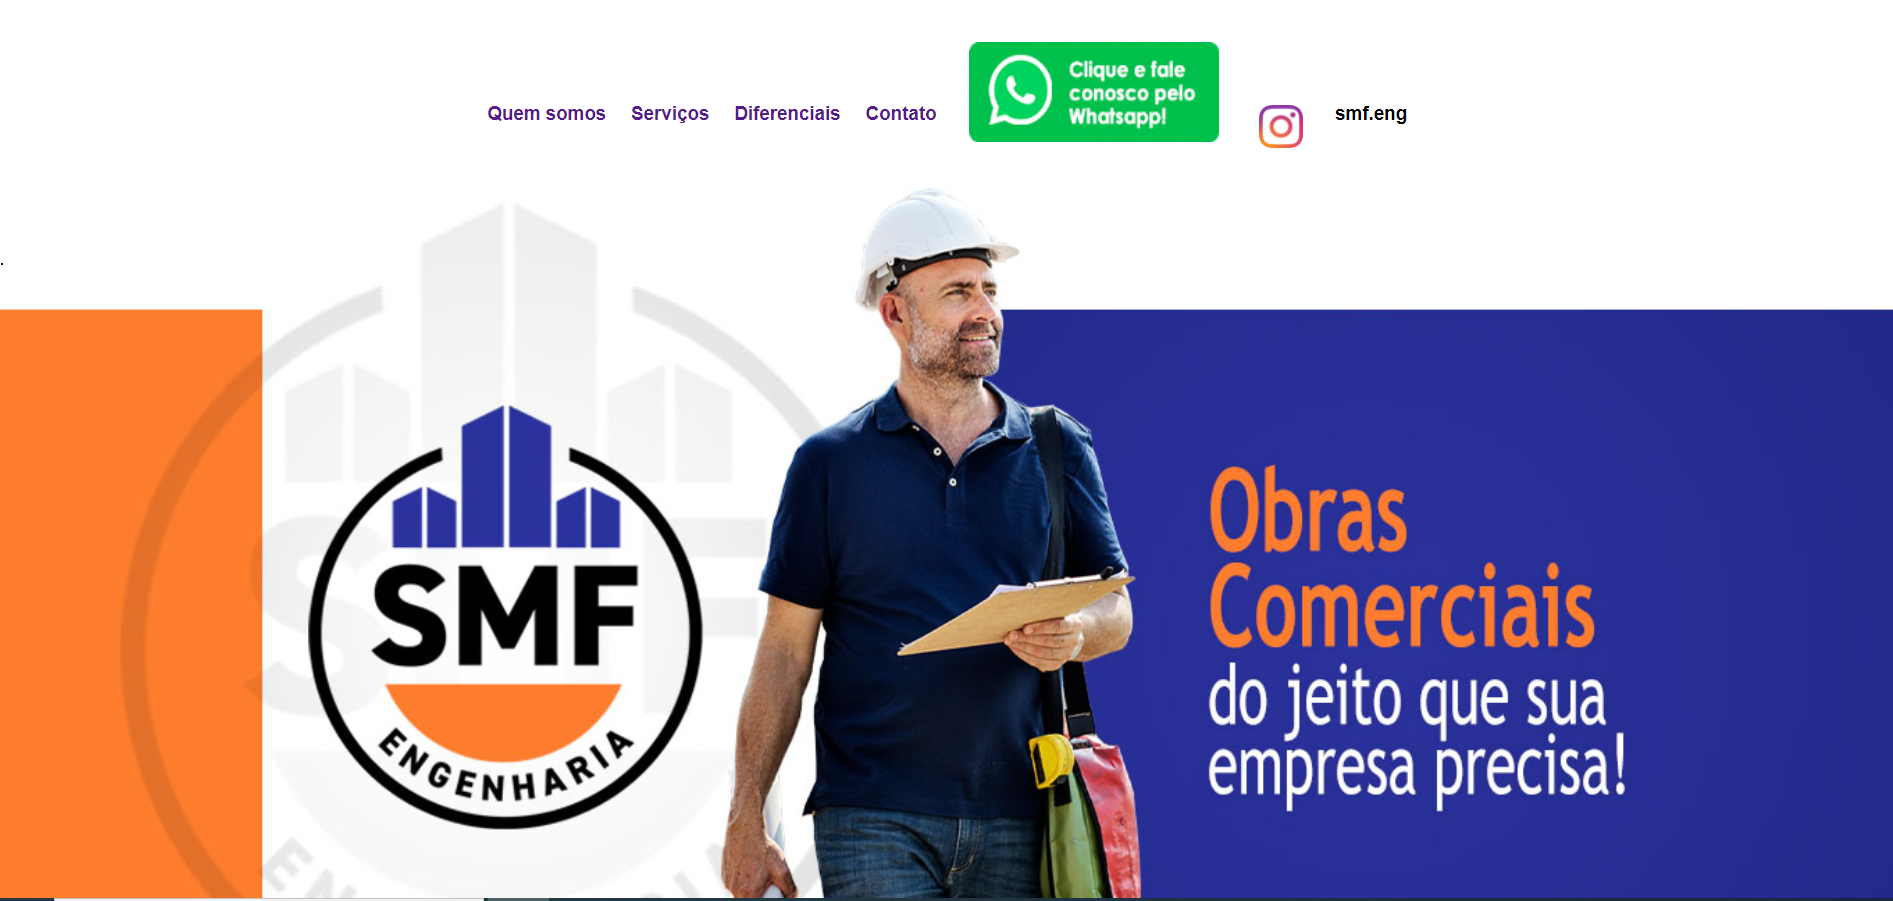 Quem somos Serviços Diferenciais Contato
Clique e fale
conosco pelo
Whatsapp!
smf.eng
.
SMF
ENGENHARIA
Obras
Comerciais
do jeito que sua
empresa precisa!